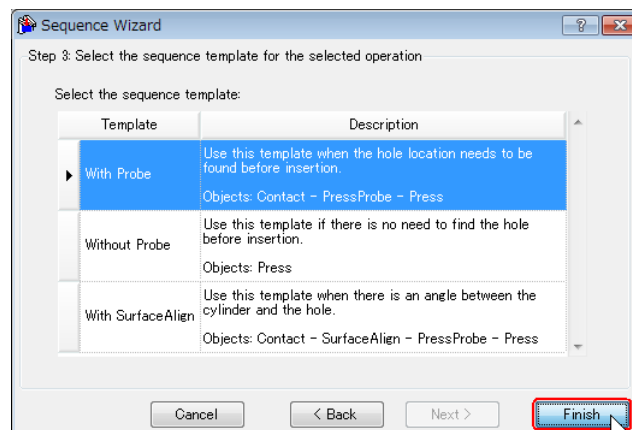 Sequence Wizard
Step 3: Select the sequence template for the selected operation
Select the sequence template:
Template Description
With Probe
Use this template when the hole location needs to be
found before insertion.
Objects: Contact - PressProbe - Press
Without Probe
Use this template if there is no need to find the hole
before insertion.
Objects: Press
With SurfaceAlign
Use this template when there is an angle between the
cylinder and the hole.
Objects: Contact - SurfaceAlign - PressProbe - Press
Cancel < Back Next > Finish